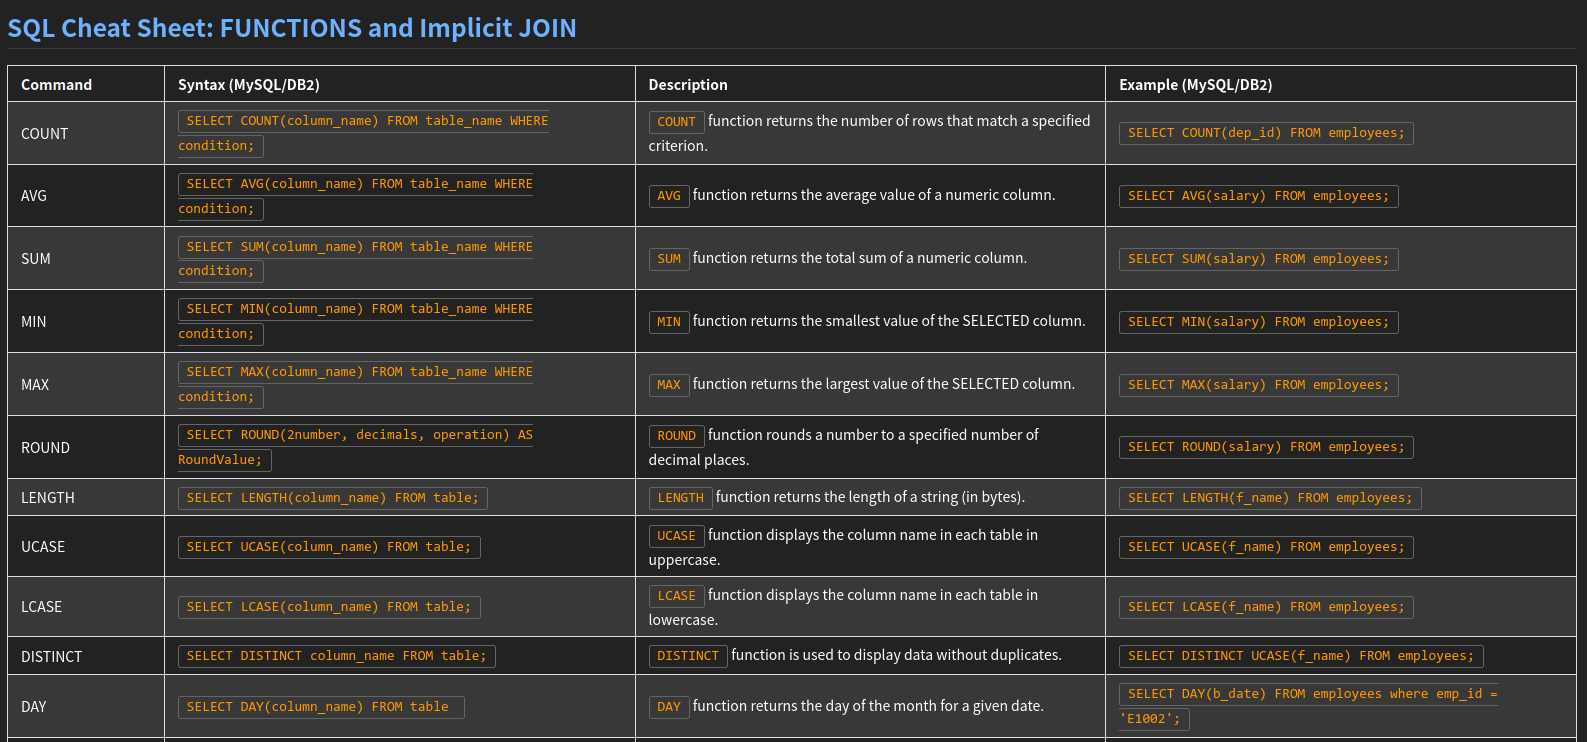 SQL Cheat Sheet: FUNCTIONS and Implicit JOIN
Command Syntax (MySQL/DB2) Description Example (MySQL/DB2)
COUNT
SELECT COUNT(column_name) FROM table_name WHERE
condition;
COUNT function returns the number of rows that match a specified
criterion.
SELECT COUNT(dep_id) FROM employees;
AVG
SELECT AVG(column_name) FROM table_name WHERE
condition;
AVG function returns the average value of a numeric column.
SELECT AVG(salary) FROM employees;
SUM
SELECT SUM(column_name) FROM table_name WHERE
condition;
SUM function returns the total sum of a numeric column.
SELECT SUM(salary) FROM employees;
MIN
SELECT MIN(column_name) FROM table_name WHERE
condition;
MIN function returns the smallest value of the SELECTED column.
SELECT MIN(salary) FROM employees;
MAX
SELECT MAX(column_name) FROM table_name WHERE
condition;
MAX function returns the largest value of the SELECTED column.
SELECT MAX(salary) FROM employees;
ROUND
SELECT ROUND(2number, decimals, operation) AS
RoundValue;
ROUND function rounds a number to a specified number of
decimal places.
SELECT ROUND(salary) FROM employees;
LENGTH
SELECT LENGTH(column_name) FROM table;
LENGTH function returns the length of a string (in bytes).
SELECT LENGTH(f_name) FROM employees;
UCASE
SELECT UCASE(column_name) FROM table;
UCASE function displays the column name in each table in
uppercase.
SELECT UCASE(f_name) FROM employees;
LCASE
SELECT LCASE(column_name) FROM table;
LCASE function displays the column name in each table in
lowercase.
SELECT LCASE(f_name) FROM employees;
DISTINCT
SELECT DISTINCT column_name FROM table;
DISTINCT function is used to display data without duplicates.
SELECT DISTINCT UCASE(f_name) FROM employees;
DAY
SELECT DAY(column_name) FROM table
DAY function returns the day of the month for a given date.
SELECT DAY(b_date) FROM employees where emp_id =
'E1002';